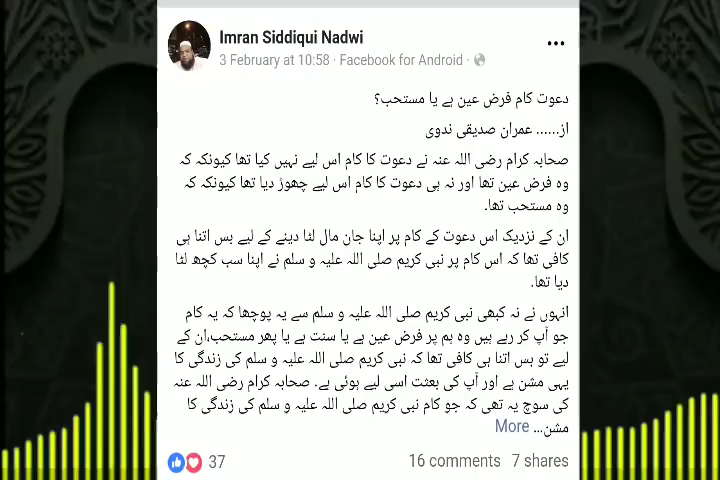 Imran Siddiqui Nadwi
3 February at 10:58 · Facebook for Android ·
دعوت کام فرض عین ہے یا مستحب؟
از...... عمران صدیقی ندوی
صحابہ کرام رضی اللہ عنہ نے دعوت کا کام اس لیے نہیں کیا تھا کیونکہ کہ
وہ فرض عین تھا اور نہ ہی دعوت کا کام اس لیے چھوڑ دیا تھا کیونکہ کہ
وہ مستحب تھا.
ان کے نزدیک اس دعوت کے کام پر اپنا جان مال لٹا دینے کے لیے بس اتنا ہی
کافی تھا کہ اس کام پر نبی کریم صلی اللہ علیہ و سلم نے اپنا سب کچھ لٹا
دیا تھا.
انہوں نے نہ کبھی نبی کریم صلی اللہ علیہ و سلم سے یہ پوچھا کہ یہ کام
جو آپ کر رہے ہیں وہ ہم پر فرض عین ہے یا سنت ہے یا پھر مستحب،ان کے
لیے تو بس اتنا ہی کافی تھا کہ نبی کریم صلی اللہ علیہ و سلم کی زندگی کا
یہی مشن ہے اور آپ کی بعثت اسی لیے ہوئی ہے. صحابہ کرام رضی اللہ عنہ
کی سوچ یہ تھی کہ جو کام نبی کریم صلی اللہ علیہ و سلم کی زندگی کا
مشن... More
37
16 comments 7 shares